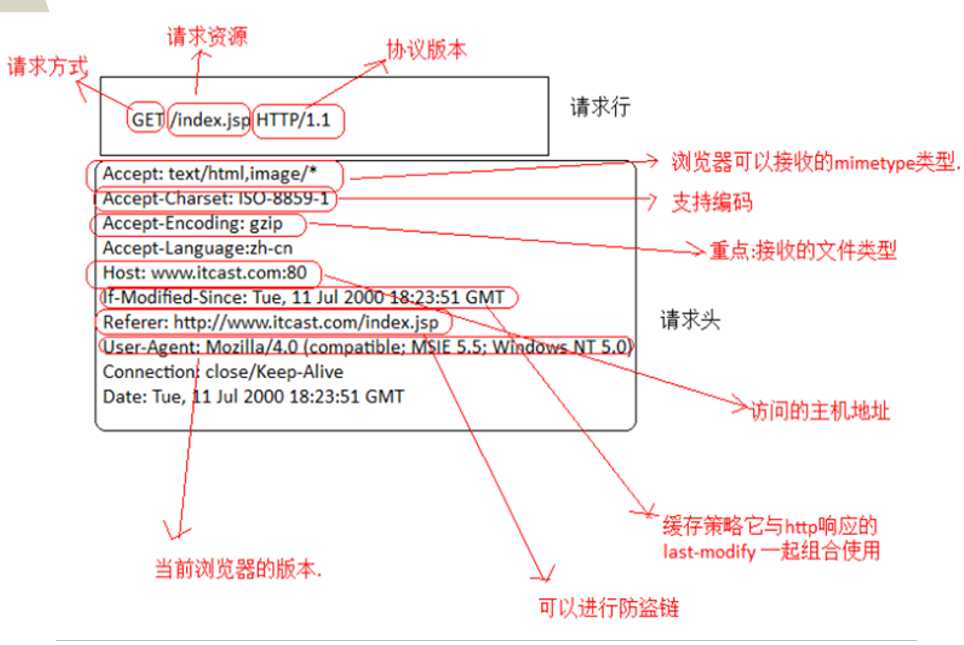 请求资源
协议版本
请求方式
GET /index.jsp HTTP/1.1
请求行
Accept: text/html,image/*
浏览器可以接收的mimetype类型.
Accept-Charset: ISO-8859-1
支持编码
Accept-Encoding: gzip
重点:接收的文件类型
Accept-Language:zh-cn
Host: www.itcast.com:80
If-Modified-Since: Tue, 11 Jul 2000 18:23:51 GMT
请求头
Referer: http://www.itcast.com/index.jsp
User-Agent: Mozilla/4.0 (compatible; MSIE 5.5; Windows NT 5.0)
Connection: close/Keep-Alive
Date: Tue, 11 Jul 2000 18:23:51 GMT
访问的主机地址
缓存策略它与http响应的
last-modify 一起组合使用
当前浏览器的版本.
可以进行防盗链